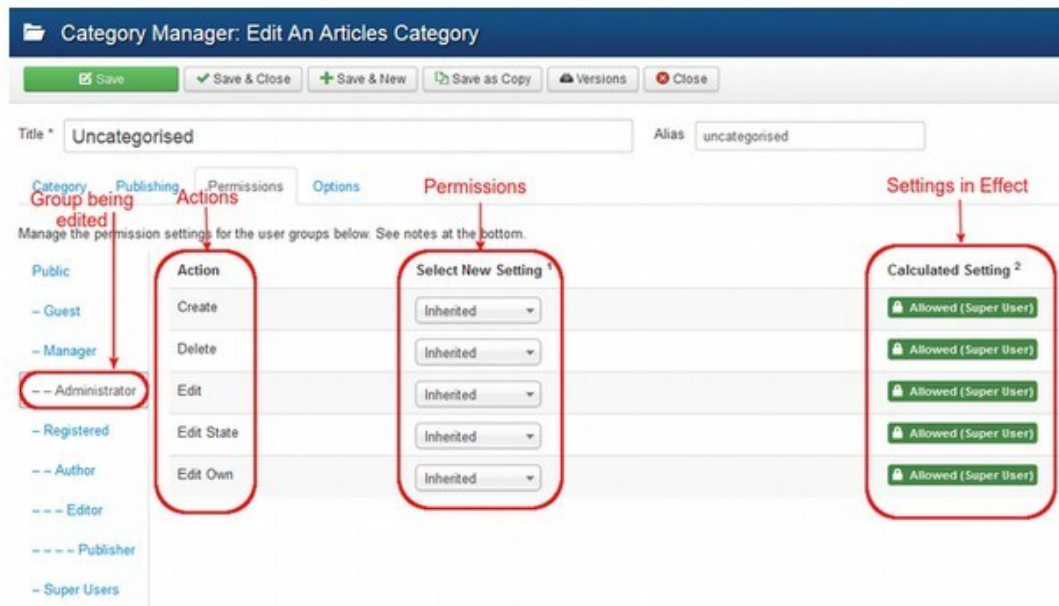 Category Manager: Edit An Articles Category
Save
Save & Close
Save & New
Save as Copy
Versions
Close
Title *
Uncategorised
Alias
uncategorised
Category
Publishing
Permissions
Options
Group being
edited
Actions
Permissions
Settings in Effect
Manage the permission settings for the user groups below. See notes at the bottom.
Public
– Guest
– Manager
– – Administrator
– Registered
– – Author
– – – Editor
– – – – Publisher
– Super Users
Action
Select New Setting ¹
Calculated Setting ²
Create
Inherited
Allowed (Super User)
Delete
Inherited
Allowed (Super User)
Edit
Inherited
Allowed (Super User)
Edit State
Inherited
Allowed (Super User)
Edit Own
Inherited
Allowed (Super User)